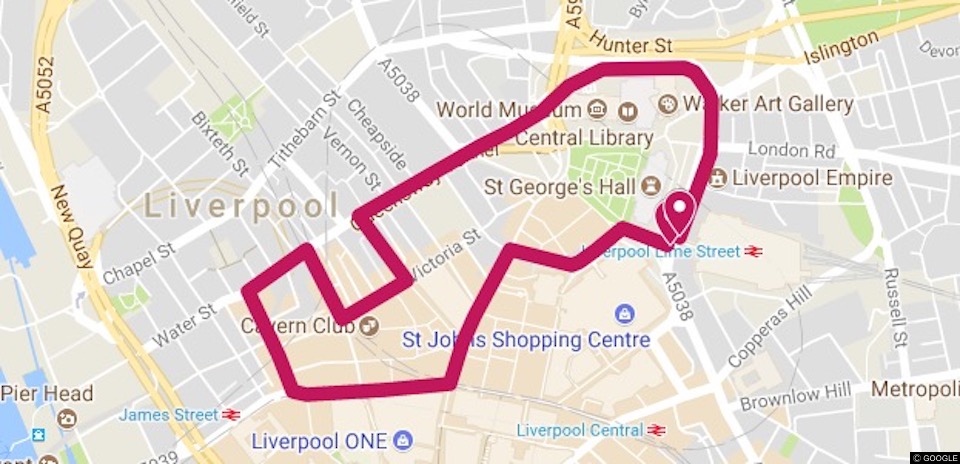 A5052
A5038
A59
Hunter St
Islington
Devon
World Museum
Central Library
Walker Art Gallery
London Rd
Liverpool Empire
St George's Hall
Bixteth St
Tithebarn St
Cheapside
Vernon St
Liverpool
New Quay
Chapel St
Victoria St
Liverpool Lime Street
Water St
Cavern Club
St Johns Shopping Centre
A5038
Copperas Hill
Russell St
Pier Head
James Street
Brownlow Hill
Metropoli
Liverpool ONE
Liverpool Central
5039
© GOOGLE